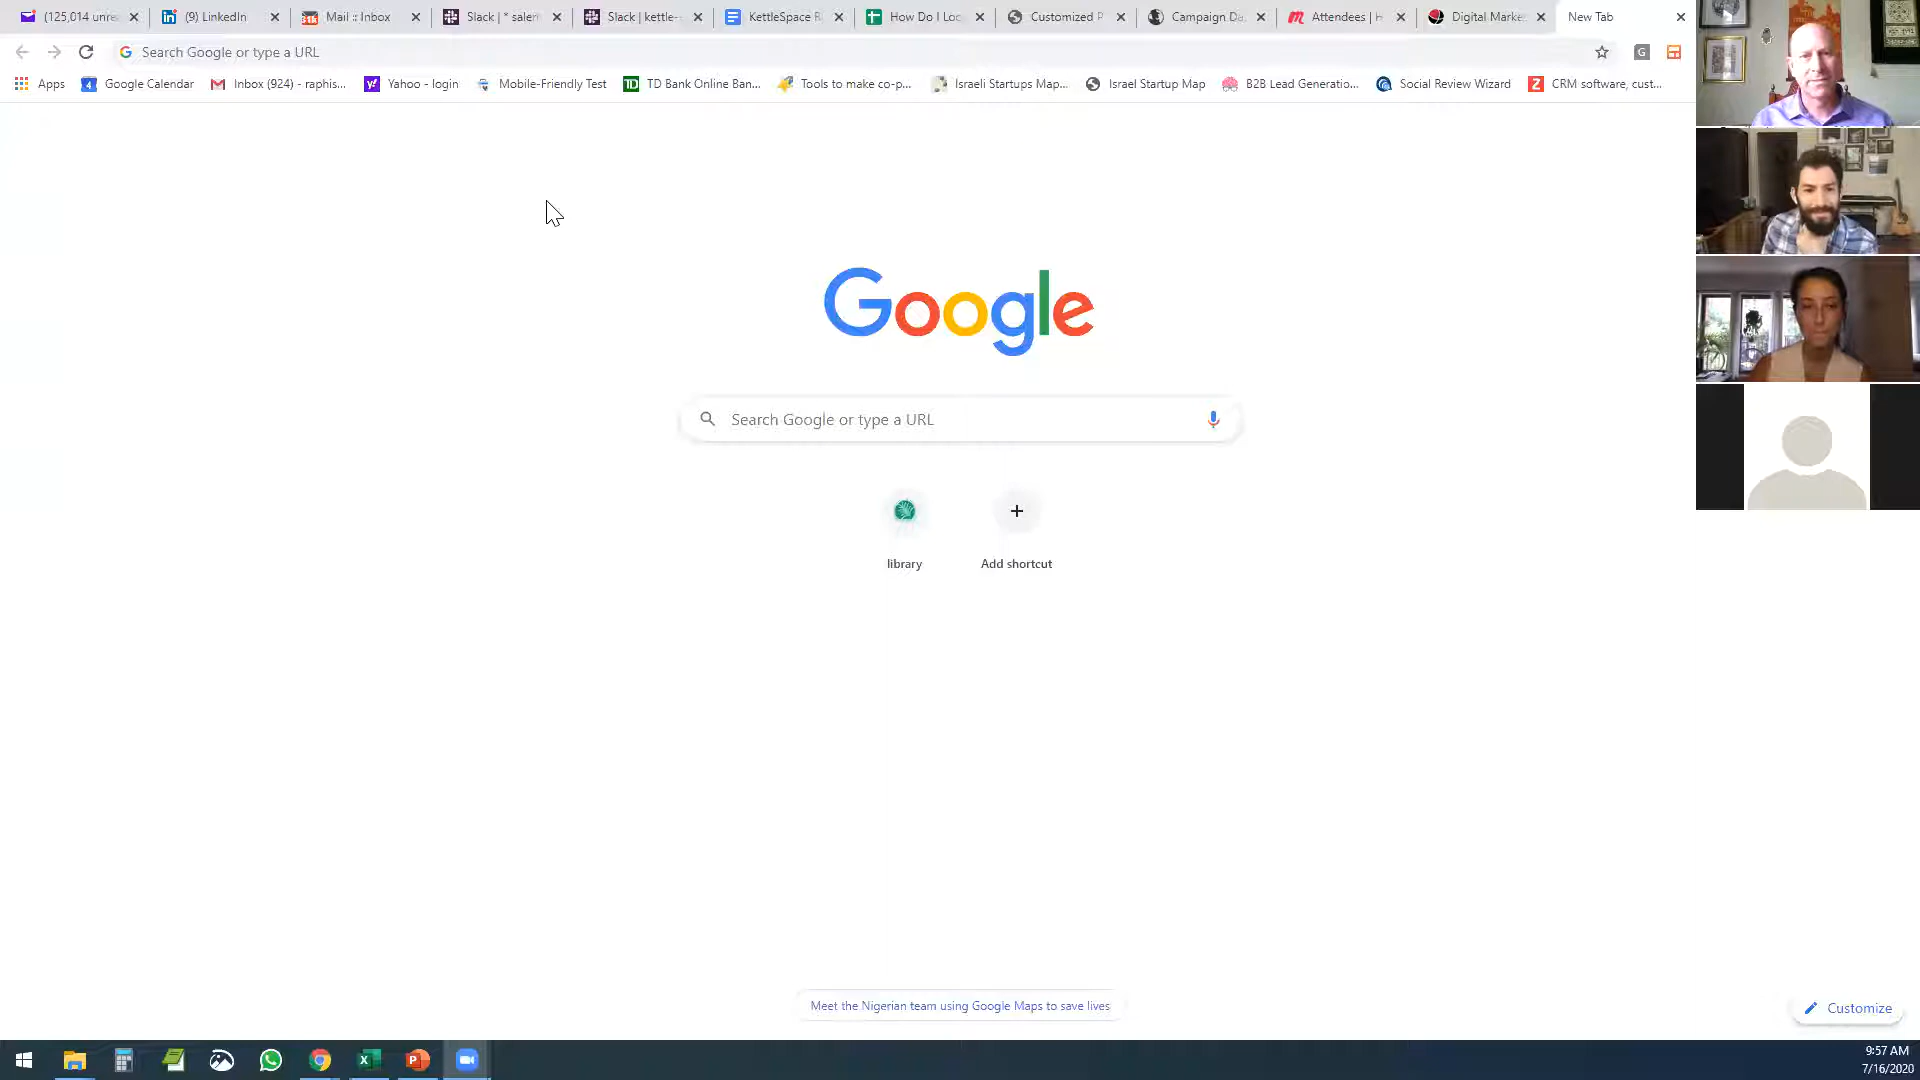 (125,014 unre
(9) LinkedIn
Mail :: Inbox
Slack | * saler
Slack | kettle-
KettleSpace R
How Do I Loc
Customized P
Campaign Da
Attendees | H
Digital Marke
New Tab
Search Google or type a URL
Apps
Google Calendar
Inbox (924) - raphis...
Yahoo - login
Mobile-Friendly Test
TD Bank Online Ban...
Tools to make co-p...
Israeli Startups Map...
Israel Startup Map
B2B Lead Generatio...
Social Review Wizard
CRM software, cust...
Google
Search Google or type a URL
library
Add shortcut
Meet the Nigerian team using Google Maps to save lives
Customize
9:57 AM
7/16/2020